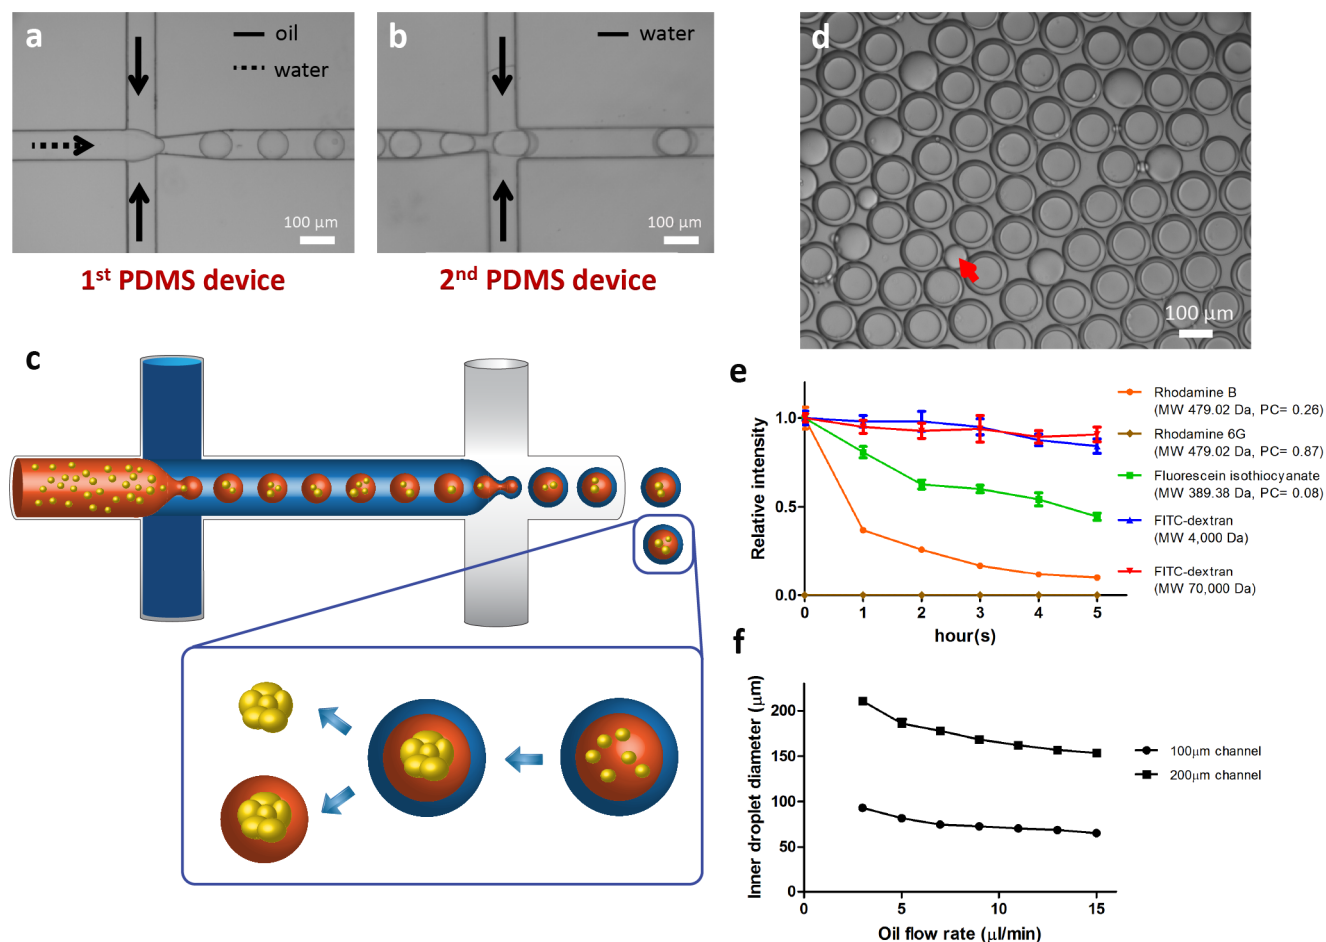 a
oil
water
100 μm
1st PDMS device
b
water
100 μm
2nd PDMS device
c
d
100 μm
e
Relative intensity
1.0
0.5
0.0
0 1 2 3 4 5
hour(s)
Rhodamine B
(MW 479.02 Da, PC= 0.26)
Rhodamine 6G
(MW 479.02 Da, PC= 0.87)
Fluorescein isothiocyanate
(MW 389.38 Da, PC= 0.08)
FITC-dextran
(MW 4,000 Da)
FITC-dextran
(MW 70,000 Da)
f
Inner droplet diameter (μm)
200
150
100
50
0
0 5 10 15
Oil flow rate (μl/min)
100μm channel
200μm channel